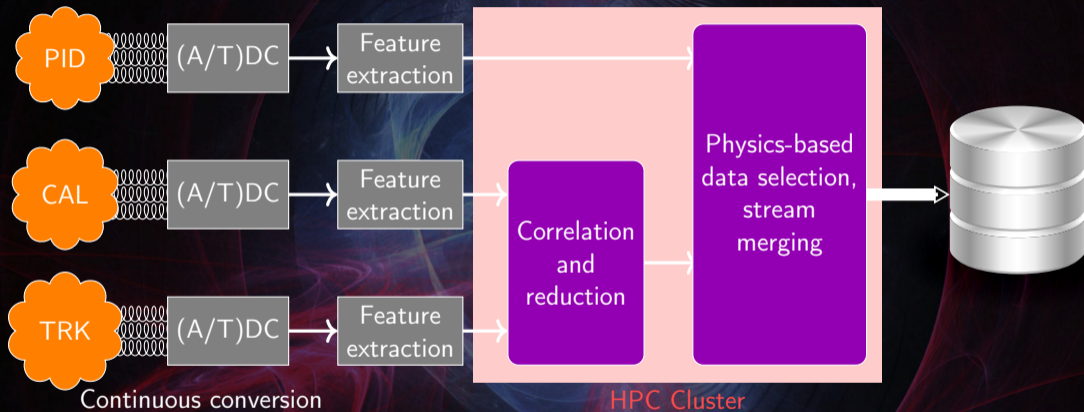 PID
(A/T)DC
Feature
extraction
CAL
(A/T)DC
Feature
extraction
TRK
(A/T)DC
Feature
extraction
Correlation
and
reduction
Physics-based
data selection,
stream
merging
Continuous conversion
HPC Cluster